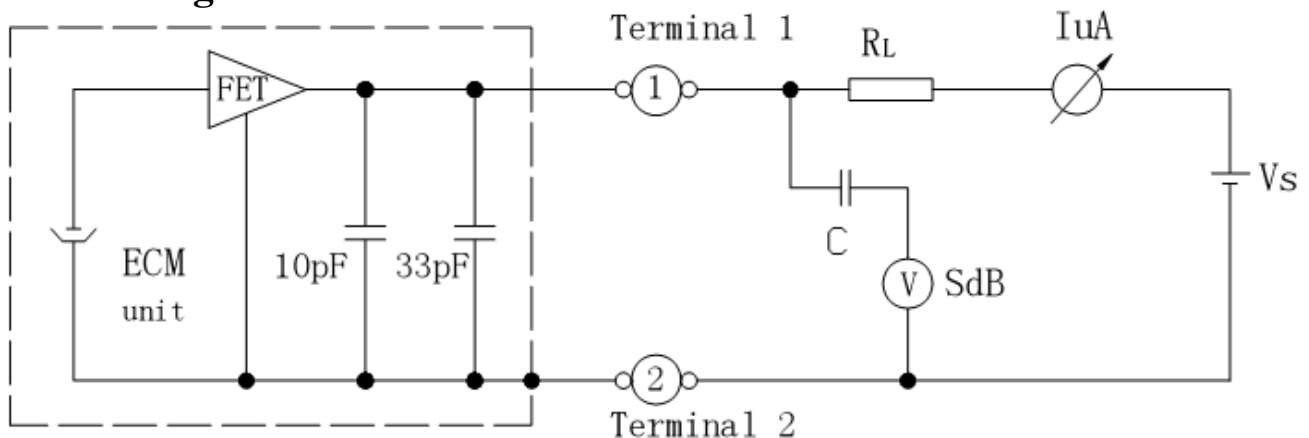 Terminal 1
RL
IuA
FET
1
Vs
ECM
unit
10pF
33pF
C
V
SdB
2
Terminal 2